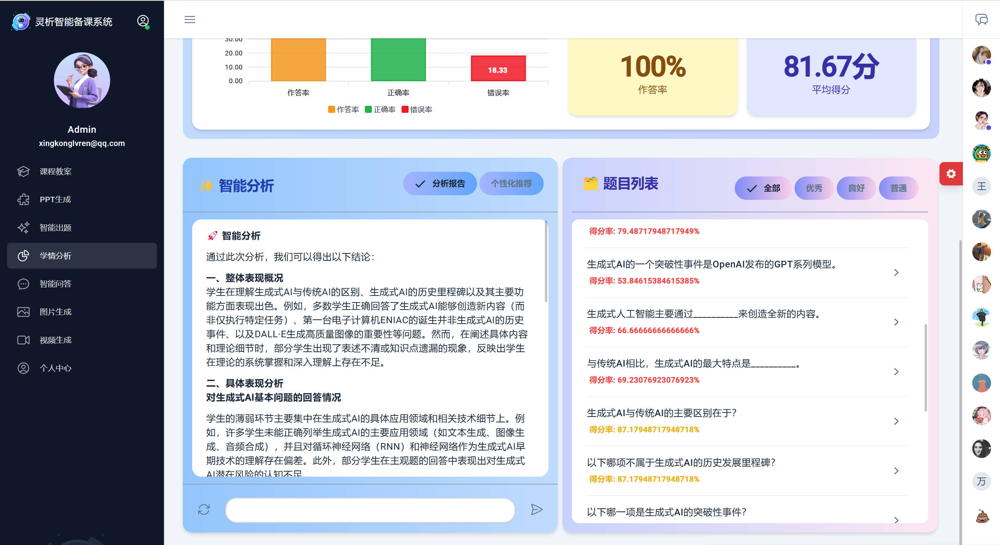 灵析智能备课系统
Admin
xingkonglvren@qq.com
课程教案
PPT生成
智能出题
学情分析
智能问答
图片生成
视频生成
个人中心
30.00
20.00
10.00
0.00
18.33
作答率
正确率
错误率
作答率 正确率 错误率
100%
作答率
81.67分
平均得分
✨ 智能分析
分析报告
个性化推荐
🚀 智能分析
通过此次分析，我们可以得出以下结论：
一、整体表现概况
学生在理解生成式AI与传统AI的区别、生成式AI的历史里程碑以及其主要功
能方面表现出色。例如，多数学生正确回答了生成式AI能够创造新内容（而
非仅执行特定任务）、第一台电子计算机ENIAC的诞生并非生成式AI的历史
事件、以及DALL·E生成高质量图像的重要性等问题。然而，在阐述具体内容
和理论细节时，部分学生出现了表述不清或知识点遗漏的现象，反映出学生
在理论的系统掌握和深入理解上存在不足。
二、具体表现分析
对生成式AI基本问题的回答情况
学生的薄弱环节主要集中在生成式AI的具体应用领域和相关技术细节上。例
如，许多学生未能正确列举生成式AI的主要应用领域（如文本生成、图像生
成、音频合成），并且对循环神经网络（RNN）和神经网络作为生成式AI早
期技术的理解存在偏差。此外，部分学生在主观题的回答中表现出对生成式
AI潜在风险的认知不足
🗂️ 题目列表
全部
优秀
良好
普通
得分率: 79.48717948717949%
生成式AI的一个突破性事件是OpenAI发布的GPT系列模型。
得分率: 53.84615384615385%
生成式人工智能主要通过__________来创造全新的内容。
得分率: 66.66666666666666%
与传统AI相比，生成式AI的最大特点是__________。
得分率: 69.23076923076923%
生成式AI与传统AI的主要区别在于？
得分率: 87.17948717948718%
以下哪项不属于生成式AI的历史发展里程碑？
得分率: 87.17948717948718%
以下哪一项是生成式AI的突破性事件？
王
万